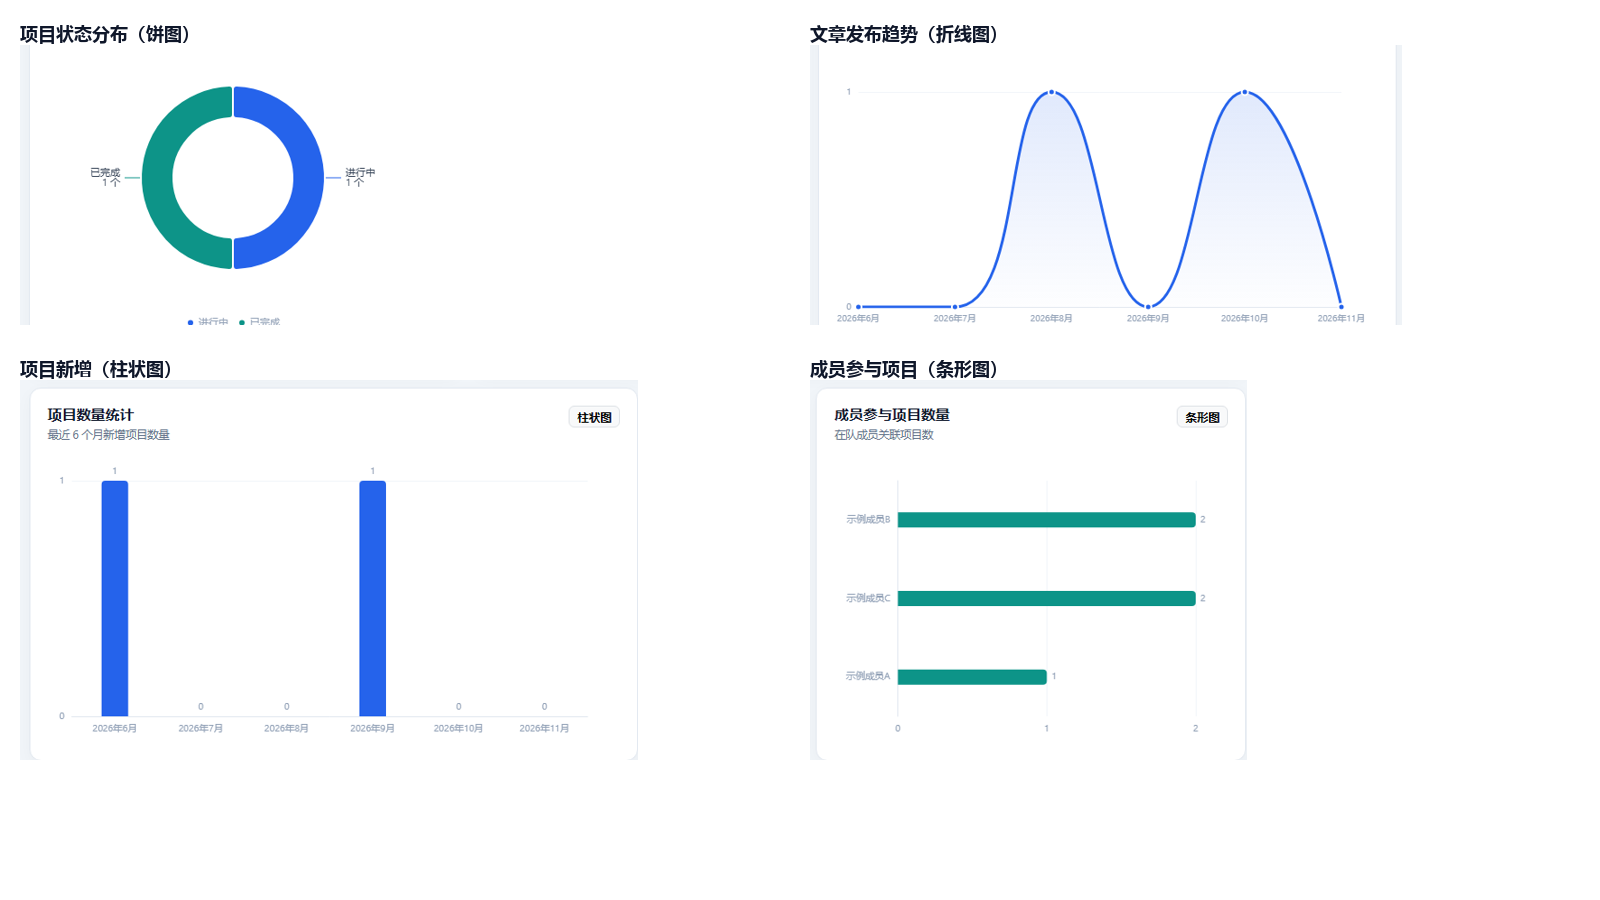 项目状态分布（饼图）
已完成
1 个
进行中
1 个
进行中
已完成
文章发布趋势（折线图）
1
0
2026年6月
2026年7月
2026年8月
2026年9月
2026年10月
2026年11月
项目新增（柱状图）
项目数量统计
柱状图
最近 6 个月新增项目数量
1
0
1
0
0
1
0
0
2026年6月
2026年7月
2026年8月
2026年9月
2026年10月
2026年11月
成员参与项目（条形图）
成员参与项目数量
条形图
在队成员关联项目数
示例成员B
2
示例成员C
2
示例成员A
1
0
1
2